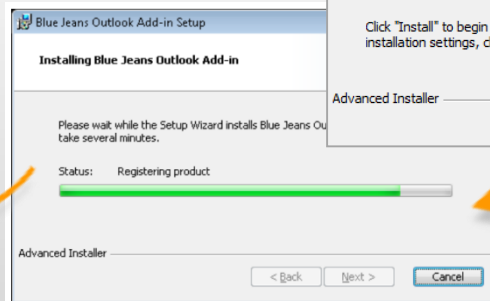 Blue Jeans Outlook Add-in Setup
Click "Install" to begin
installation settings,
Installing Blue Jeans Outlook Add-in
Advanced Installer
Please wait while the Setup Wizard installs Blue Jeans
take several minutes.
Status: Registering product
Advanced Installer
< Back Next > Cancel